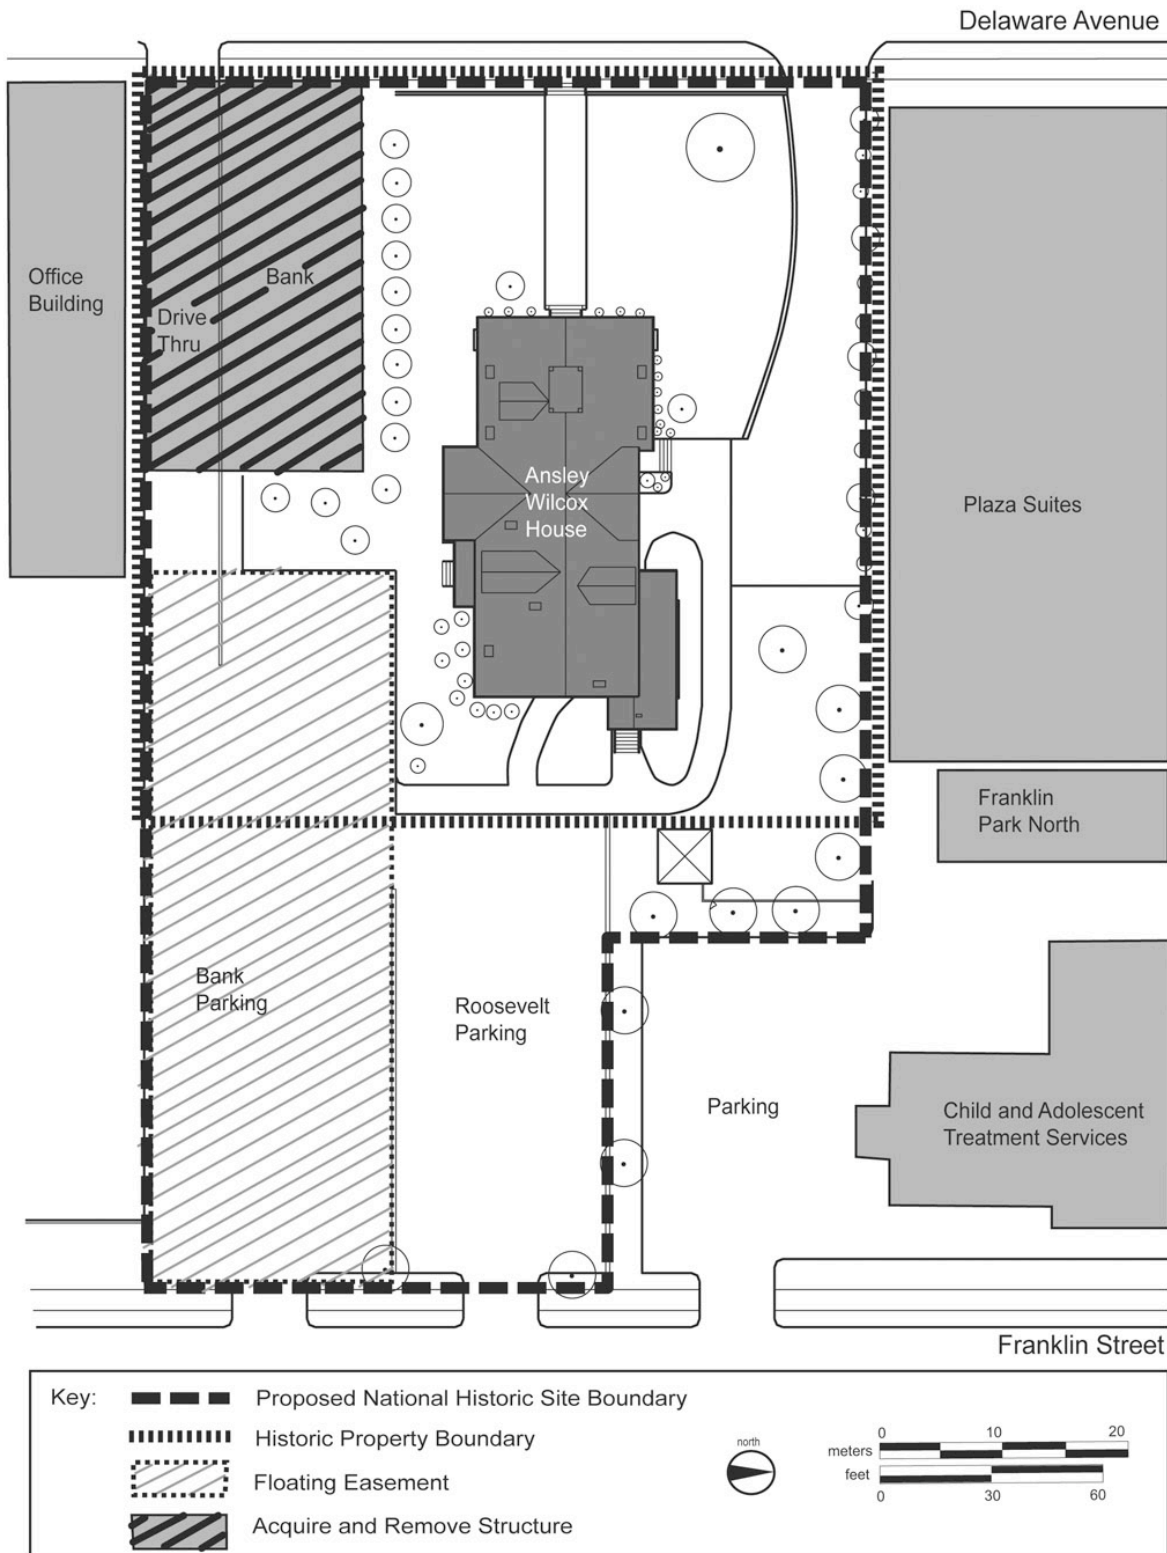 Delaware Avenue
Office
Building
Bank
Drive
Thru
Ansley
Wilcox
House
Plaza Suites
Franklin
Park North
Bank
Parking
Roosevelt
Parking
Parking
Child and Adolescent
Treatment Services
Franklin Street
Key:
Proposed National Historic Site Boundary
Historic Property Boundary
Floating Easement
Acquire and Remove Structure
north
0 10 20
meters
feet
0 30 60